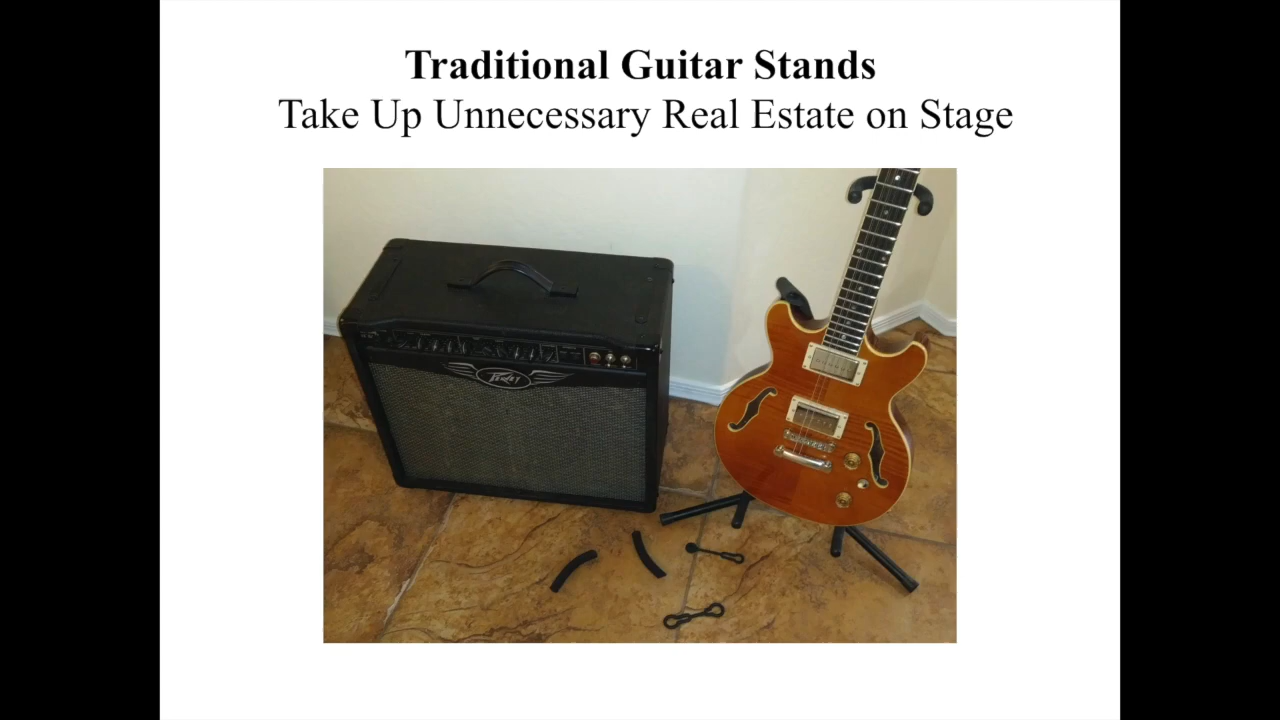 Traditional Guitar Stands
Take Up Unnecessary Real Estate on Stage
PEAVEY